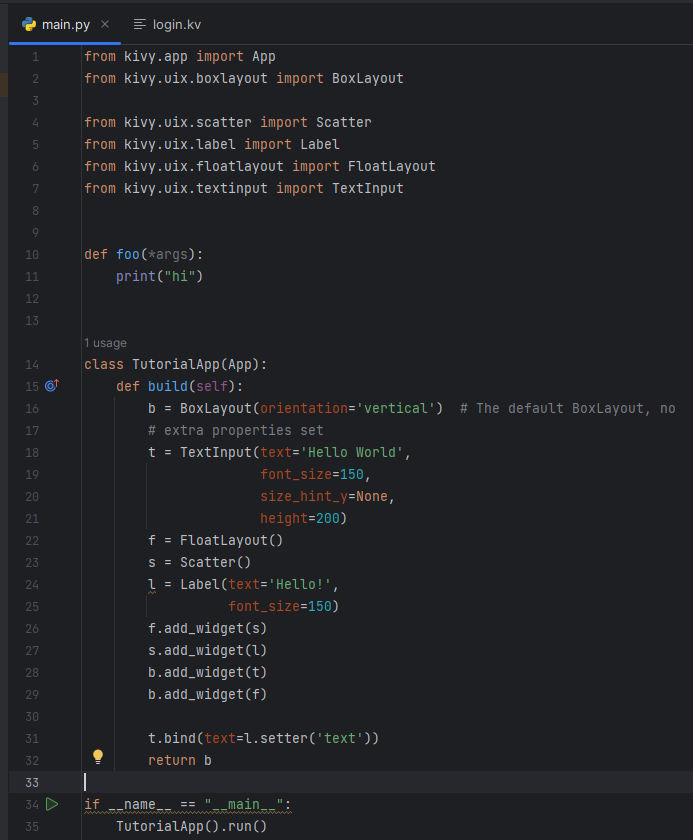 main.py
login.kv
1 from kivy.app import App
2 from kivy.uix.boxlayout import BoxLayout
3
4 from kivy.uix.scatter import Scatter
5 from kivy.uix.label import Label
6 from kivy.uix.floatlayout import FloatLayout
7 from kivy.uix.textinput import TextInput
8
9
10 def foo(*args):
11     print("hi")
12
13
1 usage
14 class TutorialApp(App):
15     def build(self):
16         b = BoxLayout(orientation='vertical')  # The default BoxLayout, no
17         # extra properties set
18         t = TextInput(text='Hello World',
19                       font_size=150,
20                       size_hint_y=None,
21                       height=200)
22         f = FloatLayout()
23         s = Scatter()
24         l = Label(text='Hello!',
25                   font_size=150)
26         f.add_widget(s)
27         s.add_widget(l)
28         b.add_widget(t)
29         b.add_widget(f)
30
31         t.bind(text=l.setter('text'))
32         return b
33
34 if __name__ == "__main__":
35     TutorialApp().run()